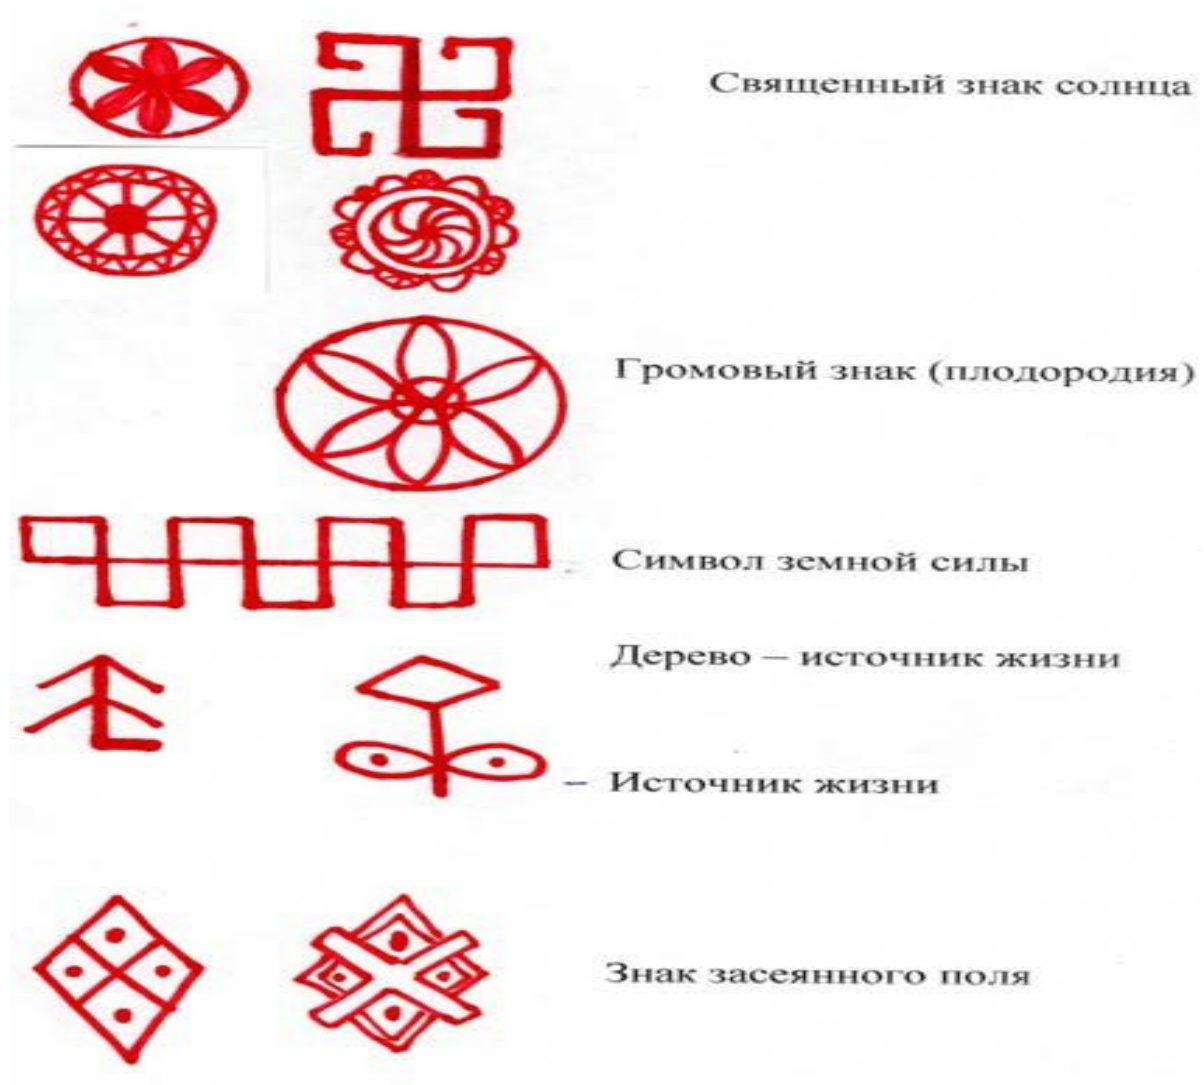 Священный знак солнца
Громовый знак (плодородия)
Символ земной силы
Дерево – источник жизни
– Источник жизни
Знак засеянного поля